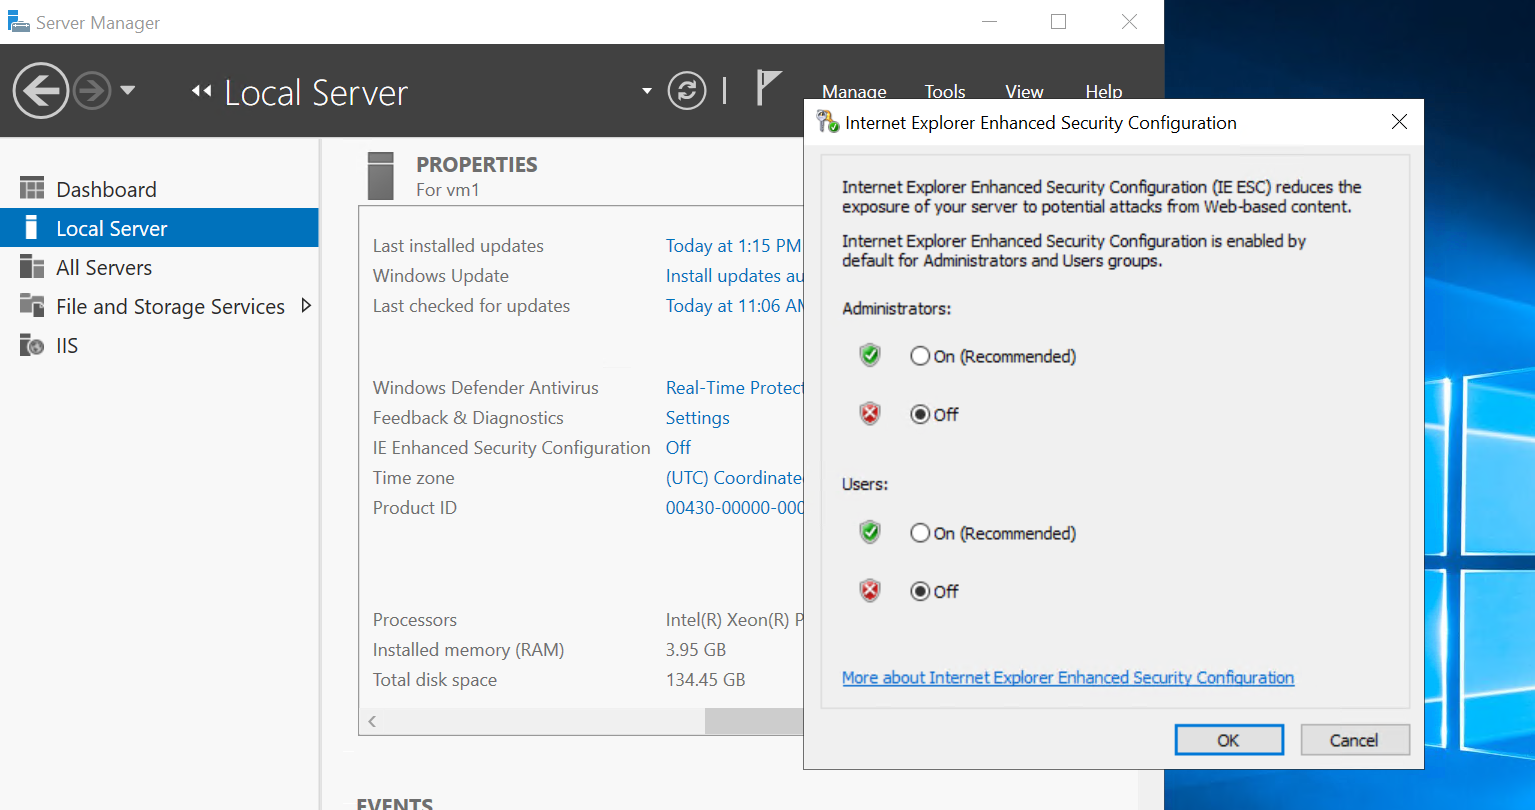 Server Manager
Local Server
Manage Tools View Help
Dashboard
Local Server
All Servers
File and Storage Services
IIS
PROPERTIES
For vm1
Last installed updates Today at 1:15 PM
Windows Update Install updates au
Last checked for updates Today at 11:06 AM
Windows Defender Antivirus Real-Time Protect
Feedback & Diagnostics Settings
IE Enhanced Security Configuration Off
Time zone (UTC) Coordinate
Product ID 00430-00000-000
Processors Intel(R) Xeon(R) P
Installed memory (RAM) 3.95 GB
Total disk space 134.45 GB
EVENTS
Internet Explorer Enhanced Security Configuration
Internet Explorer Enhanced Security Configuration (IE ESC) reduces the
exposure of your server to potential attacks from Web-based content.
Internet Explorer Enhanced Security Configuration is enabled by
default for Administrators and Users groups.
Administrators:
On (Recommended)
Off
Users:
On (Recommended)
Off
More about Internet Explorer Enhanced Security Configuration
OK Cancel